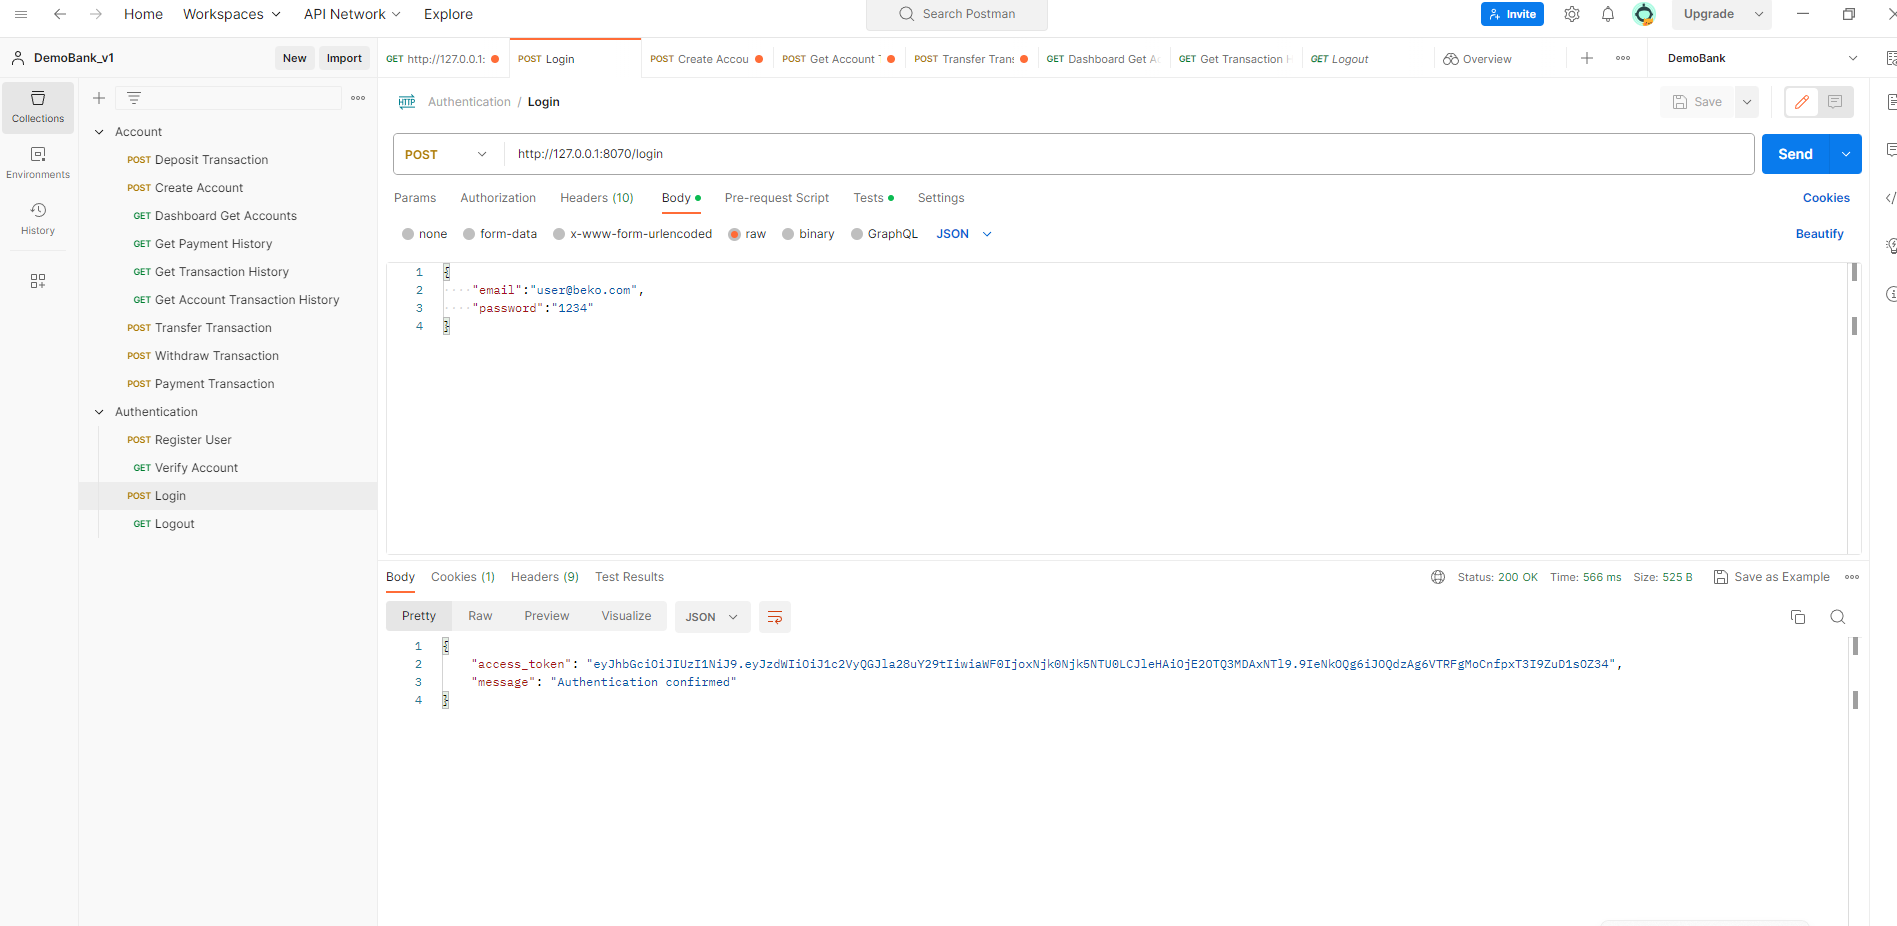 Home Workspaces API Network Explore Search Postman Invite Upgrade
DemoBank_v1 New Import GET http://127.0.0.1: POST Login POST Create Accou POST Get Account POST Transfer Tran GET Dashboard Get A GET Get Transaction GET Logout Overview DemoBank
Collections
Environments
History
Account
POST Deposit Transaction
POST Create Account
GET Dashboard Get Accounts
GET Get Payment History
GET Get Transaction History
GET Get Account Transaction History
POST Transfer Transaction
POST Withdraw Transaction
POST Payment Transaction
Authentication
POST Register User
GET Verify Account
POST Login
GET Logout
HTTP Authentication / Login Save
POST http://127.0.0.1:8070/login Send
Params Authorization Headers (10) Body Pre-request Script Tests Settings Cookies
none form-data x-www-form-urlencoded raw binary GraphQL JSON Beautify
1 {
2 "email":"user@beko.com",
3 "password":"1234"
4 }
Body Cookies (1) Headers (9) Test Results Status: 200 OK Time: 566 ms Size: 525 B Save as Example
Pretty Raw Preview Visualize JSON
1 {
2 "access_token": "eyJhbGciOiJIUzI1NiJ9.eyJzdWIiOiJ1c2VyQGJla28uY29tIiwiaWF0IjoxNjk0Njk5NTU0LCJleHAiOjE2OTQ3MDAxNTl9.9IeNkOQg6iJOQdzAg6VTRFgMoCnfpxT3I9ZuD1sOZ34",
3 "message": "Authentication confirmed"
4 }